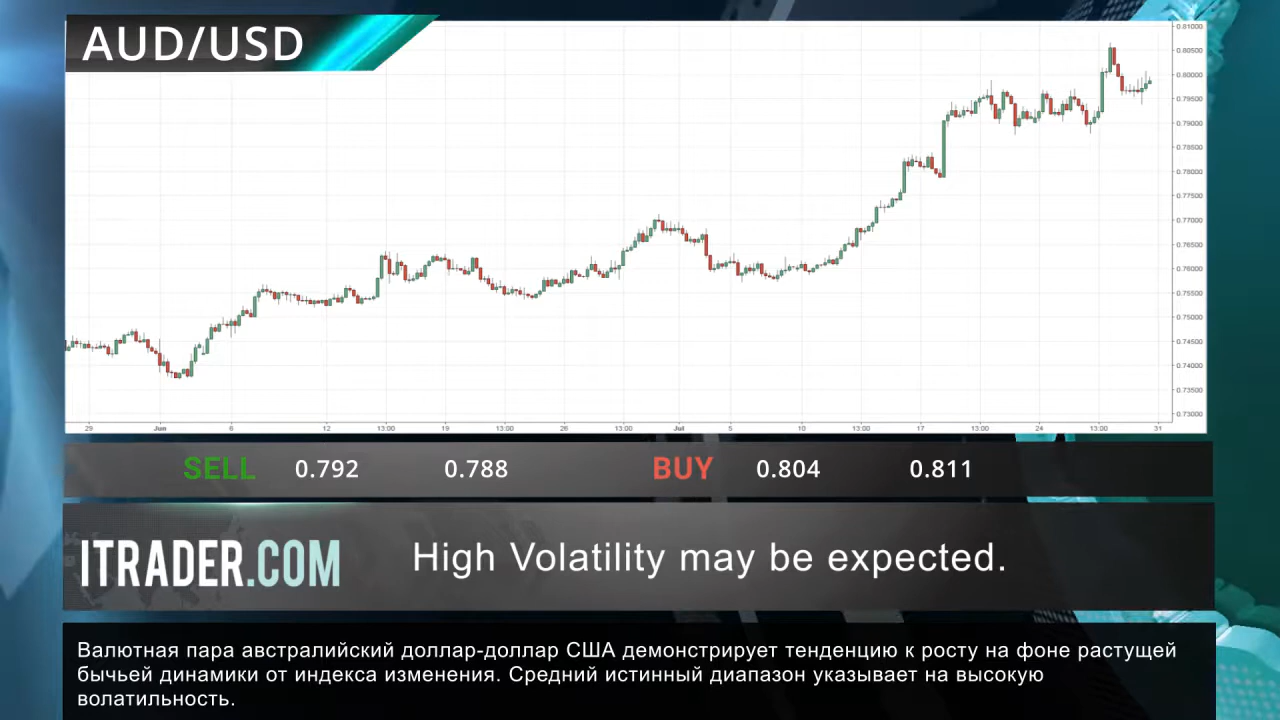 AUD/USD
0.81000
0.80500
0.80000
0.79500
0.79000
0.78500
0.78000
0.77500
0.77000
0.76500
0.76000
0.75500
0.75000
0.74500
0.74000
0.73500
0.73000
29 Jun 6 12 13:00 19 13:00 26 13:00 Jul 5 10 13:00 17 13:00 24 13:00 31
SELL 0.792 0.788 BUY 0.804 0.811
ITRADER.COM High Volatility may be expected.
Валютная пара австралийский доллар-доллар США демонстрирует тенденцию к росту на фоне растущей
бычьей динамики от индекса изменения. Средний истинный диапазон указывает на высокую
волатильность.